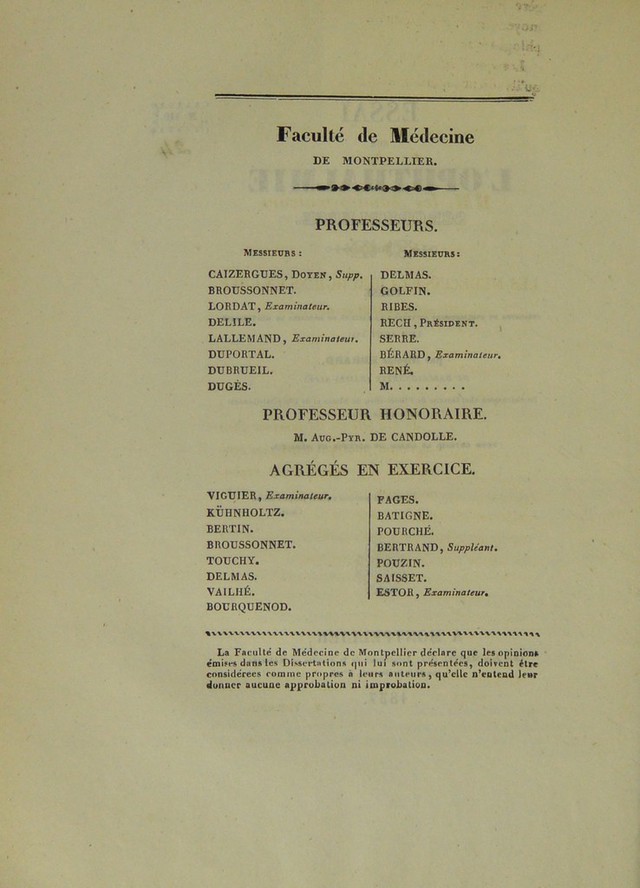 Faculté de Médecine
DE MONTPELLIER.
PROFESSEURS.
MESSIEURS :
CAIZERGUES, DOYEN, Supp.
BROUSSONNET.
LORDAT, Examinateur.
DELILE.
LALLEMAND, Examinateur.
DUPORTAL.
DUBRUEIL.
DUGÈS.
MESSIEURS :
DELMAS.
GOLFIN.
RIBES.
RECH, PRÉSIDENT.
SERRE.
BÉRARD, Examinateur.
RENÉ.
M. . . . . . . . .
PROFESSEUR HONORAIRE.
M. AUG.-PYR. DE CANDOLLE.
AGRÉGÉS EN EXERCICE.
VIGUIER, Examinateur.
KÜHNHOLTZ.
BERTIN.
BROUSSONNET.
TOUCHY.
DELMAS.
VAILHÉ.
BOURQUENOD.
FAGES.
BATIGNE.
POURCHÉ.
BERTRAND, Suppléant.
POUZIN.
SAISSET.
ESTOR, Examinateur.
La Faculté de Médecine de Montpellier déclare que les opinions
émises dans les Dissertations qui lui sont présentées, doivent être
considérées comme propres à leurs auteurs, qu'elle n'entend leur
donner aucune approbation ni improbation.